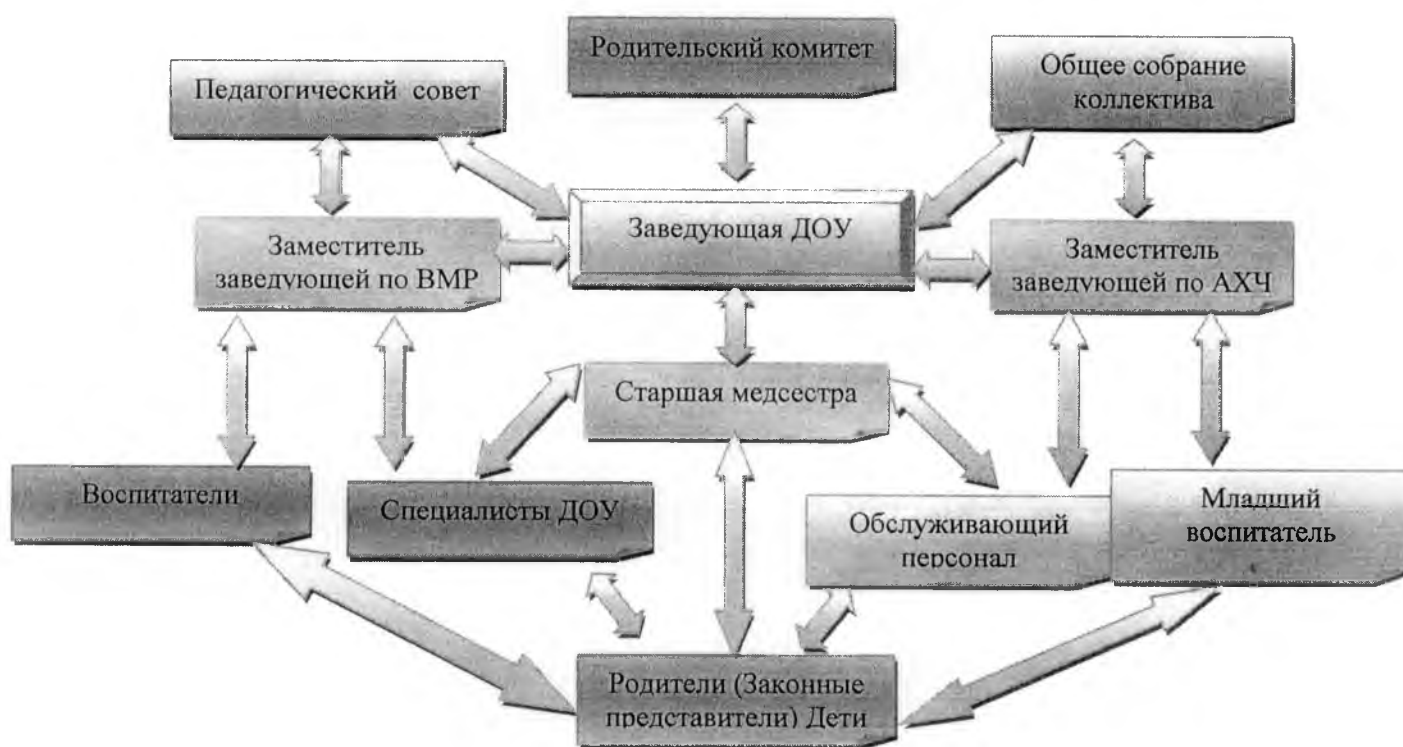 Родительский комитет
Педагогический совет
Общее собрание
коллектива
Заведующая ДОУ
Заместитель
заведующей по ВМР
Заместитель
заведующей по АХЧ
Старшая медсестра
Воспитатели
Специалисты ДОУ
Обслуживающий
персонал
Младший
воспитатель
Родители (Законные
представители) Дети